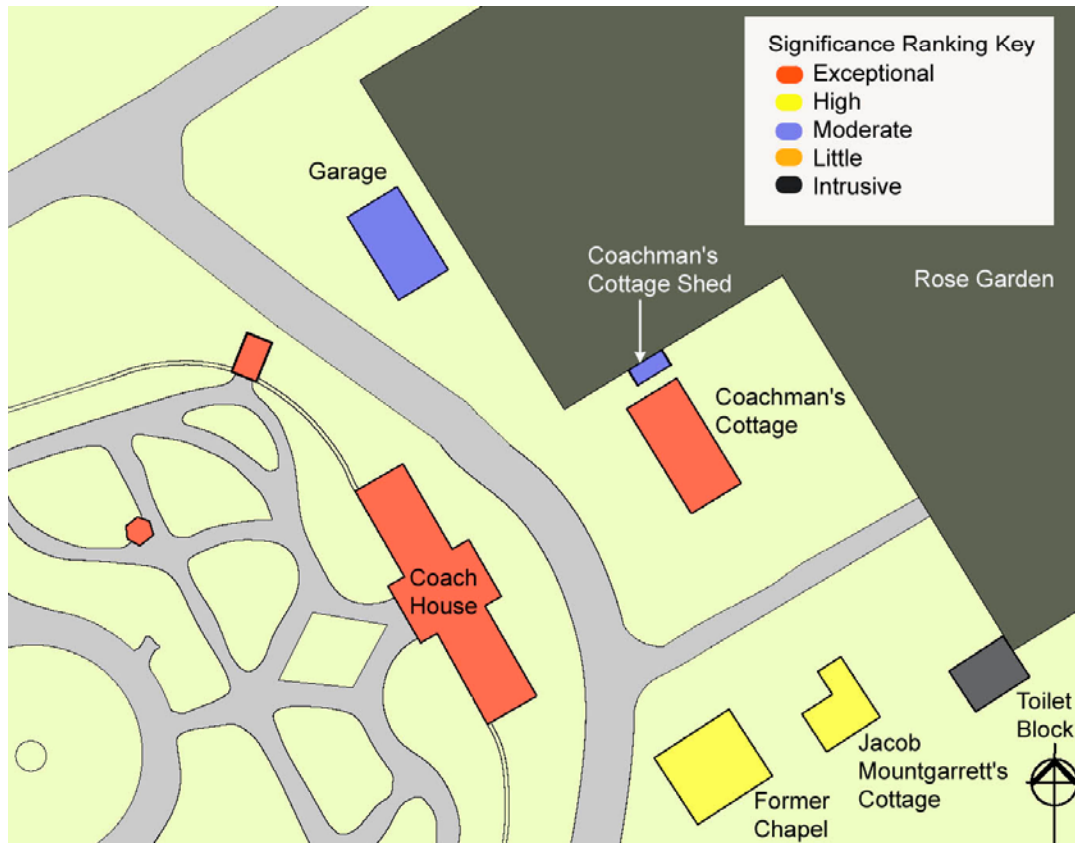 Significance Ranking Key
Exceptional
High
Moderate
Little
Intrusive
Garage
Coachman's
Cottage Shed
Rose Garden
Coachman's
Cottage
Coach
House
Toilet
Block
Jacob
Mountgarrett's
Cottage
Former
Chapel